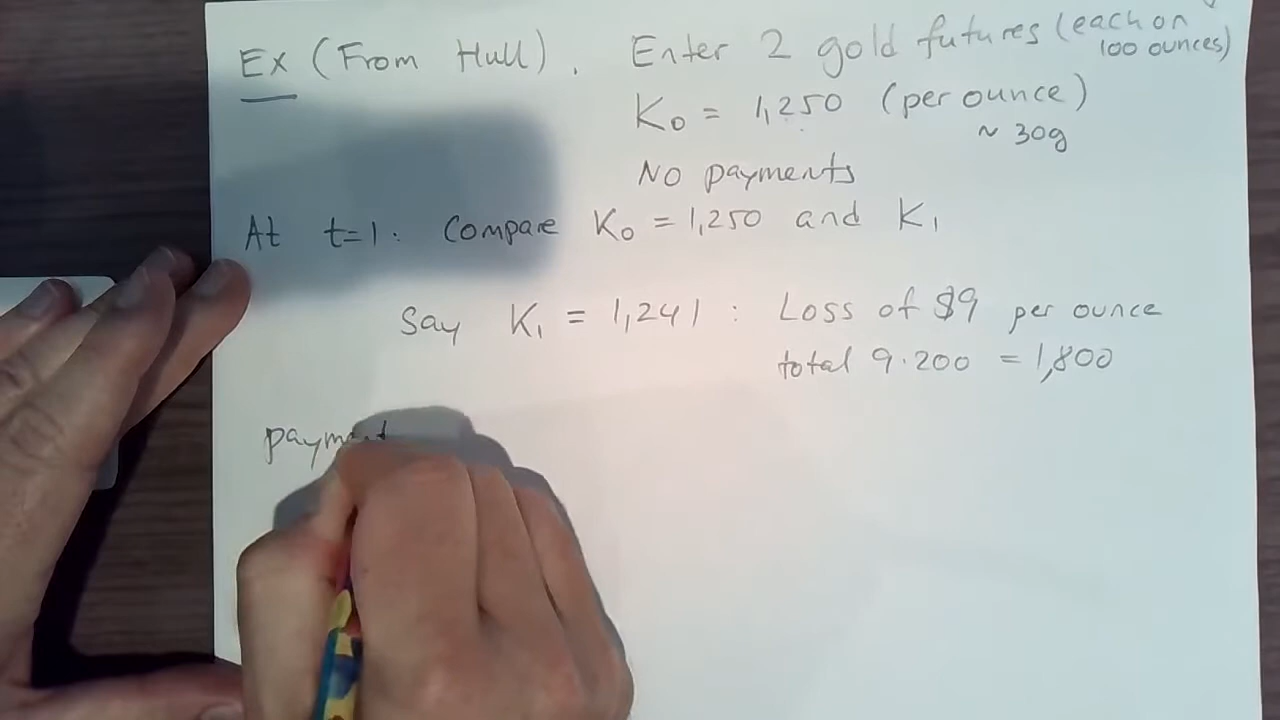 Ex (From Hull). Enter 2 gold futures (each on
100 ounces)
K₀ = 1,250 (per ounce)
~ 30g
No payments
At t=1: Compare K₀ = 1,250 and K₁
Say K₁ = 1,241 : Loss of $9 per ounce
total 9·200 = 1,800
payment